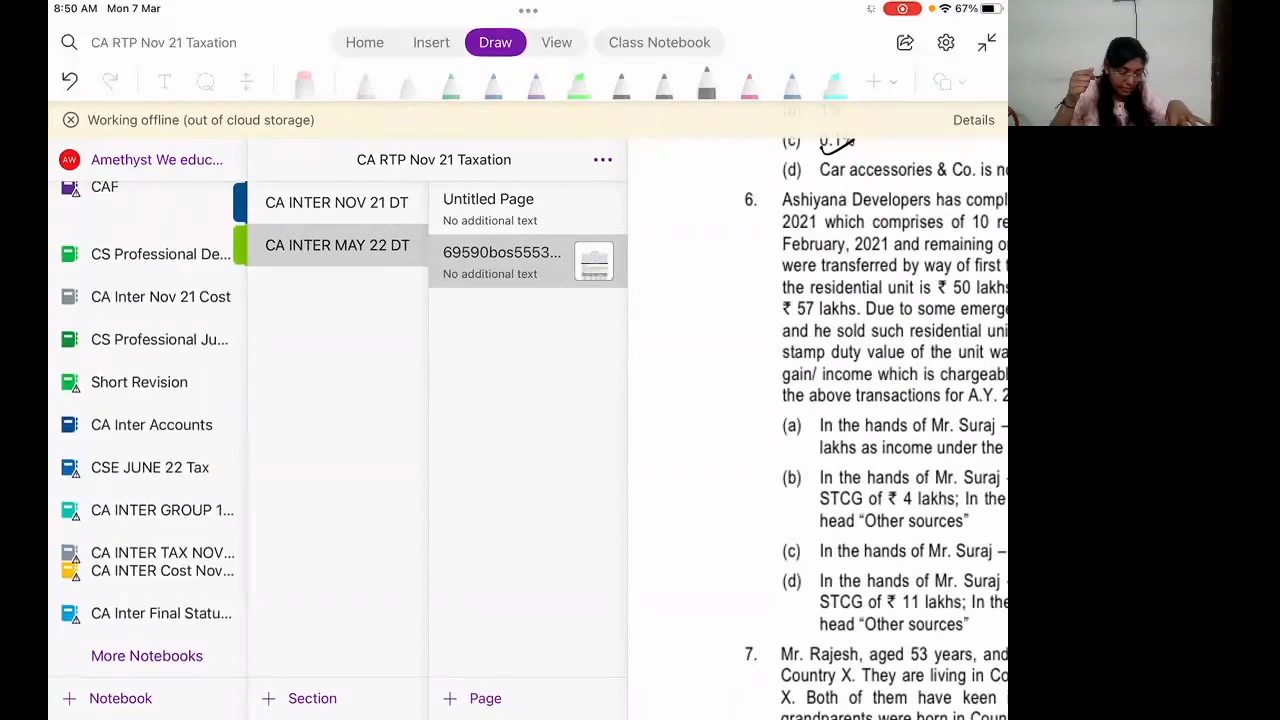 8:50 AM Mon 7 Mar
67%
CA RTP Nov 21 Taxation
Home Insert Draw View Class Notebook
Working offline (out of cloud storage)
Details
AW Amethyst We educ...
CAF
CS Professional De...
CA Inter Nov 21 Cost
CS Professional Ju...
Short Revision
CA Inter Accounts
CSE JUNE 22 Tax
CA INTER GROUP 1...
CA INTER TAX NOV...
CA INTER Cost Nov...
CA Inter Final Statu...
More Notebooks
+ Notebook
CA RTP Nov 21 Taxation
CA INTER NOV 21 DT
CA INTER MAY 22 DT
+ Section
Untitled Page
No additional text
69590bos5553...
No additional text
+ Page
(c) 0.1%
(d) Car accessories & Co. is
6. Ashiyana Developers has
2021 which comprises of 10
February, 2021 and remaining
were transferred by way of first
the residential unit is ₹ 50 lakhs
₹ 57 lakhs. Due to some
and he sold such residential
stamp duty value of the unit
gain/ income which is
the above transactions for A.Y. 2
(a) In the hands of Mr. Suraj –
lakhs as income under the
(b) In the hands of Mr. Suraj
STCG of ₹ 4 lakhs; In the
head “Other sources”
(c) In the hands of Mr. Suraj –
(d) In the hands of Mr. Suraj
STCG of ₹ 11 lakhs; In the
head “Other sources”
7. Mr. Rajesh, aged 53 years, and
Country X. They are living in
X. Both of them have keen
grandparents were born in